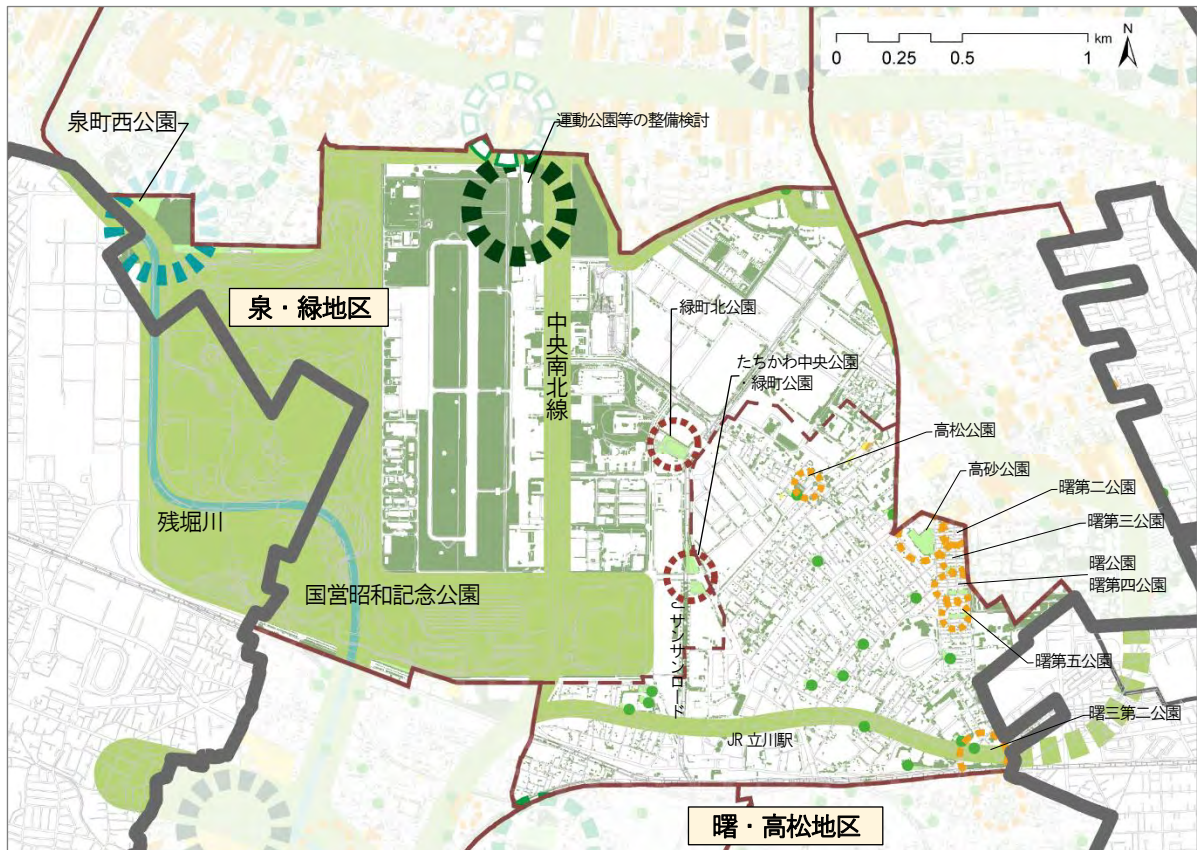 km
N
0
0.25
0.5
1
泉町西公園
運動公園等の整備検討
泉・緑地区
中央南北線
緑町北公園
たちかわ中央公園
・緑町公園
高松公園
高砂公園
曙第二公園
曙第三公園
曙公園
曙第四公園
残堀川
国営昭和記念公園
サンサンロード
曙第五公園
曙三第二公園
JR 立川駅
曙・高松地区